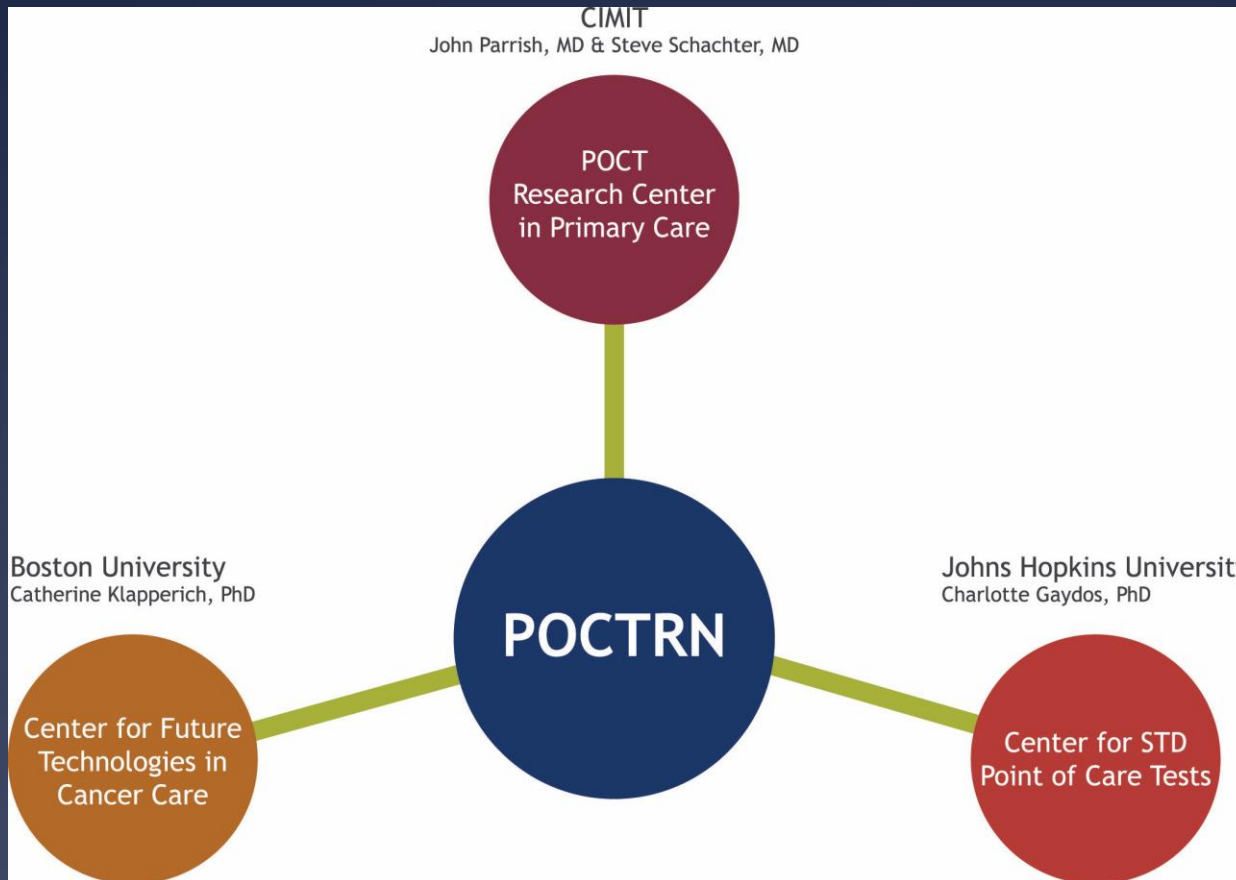 CIMIT
John Parrish, MD & Steve Schachter, MD
POCT
Research Center
in Primary Care
Boston University
Catherine Klapperich, PhD
Johns Hopkins Universit
Charlotte Gaydos, PhD
POCTRN
Center for Future
Technologies in
Cancer Care
Center for STD
Point of Care Tests